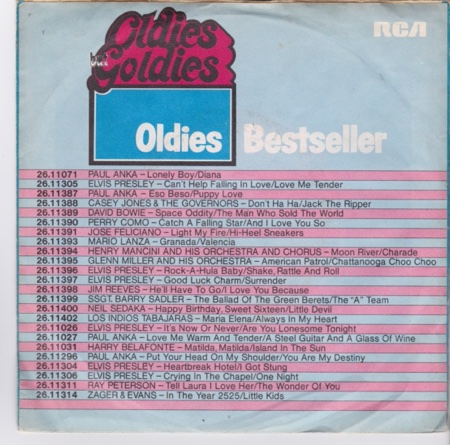 Oldies
but
Goldies
RCA
Oldies Bestseller
26.11071 PAUL ANKA – Lonely Boy/Diana
26.11305 ELVIS PRESLEY – Can't Help Falling In Love/Love Me Tender
26.11387 PAUL ANKA – Eso Beso/Puppy Love
26.11388 CASEY JONES & THE GOVERNORS – Don't Ha Ha/Jack The Ripper
26.11389 DAVID BOWIE – Space Oddity/The Man Who Sold The World
26.11390 PERRY COMO – Catch A Falling Star/And I Love You So
26.11391 JOSE FELICIANO – Light My Fire/Hi-Heel Sneakers
26.11393 MARIO LANZA – Granada/Valencia
26.11394 HENRY MANCINI AND HIS ORCHESTRA AND CHORUS – Moon River/Charade
26.11395 GLENN MILLER AND HIS ORCHESTRA – American Patrol/Chattanooga Choo Choo
26.11396 ELVIS PRESLEY – Rock-A-Hula Baby/Shake, Rattle And Roll
26.11397 ELVIS PRESLEY – Good Luck Charm/Surrender
26.11398 JIM REEVES – He'll Have To Go/I Love You Because
26.11399 SSGT. BARRY SADLER – The Ballad Of The Green Berets/The "A" Team
26.11400 NEIL SEDAKA – Happy Birthday, Sweet Sixteen/Little Devil
26.11402 LOS INDIOS TABAJARAS – Maria Elena/Always In My Heart
26.11026 ELVIS PRESLEY – It's Now Or Never/Are You Lonesome Tonight
26.11027 PAUL ANKA – Love Me Warm And Tender/A Steel Guitar And A Glass Of Wine
26.11031 HARRY BELAFONTE – Matilda, Matilda/Island In The Sun
26.11296 PAUL ANKA – Put Your Head On My Shoulder/You Are My Destiny
26.11304 ELVIS PRESLEY – Heartbreak Hotel/I Got Stung
26.11306 ELVIS PRESLEY – Crying In The Chapel/One Night
26.11311 RAY PETERSON – Tell Laura I Love Her/The Wonder Of You
26.11314 ZAGER & EVANS – In The Year 2525/Little Kids